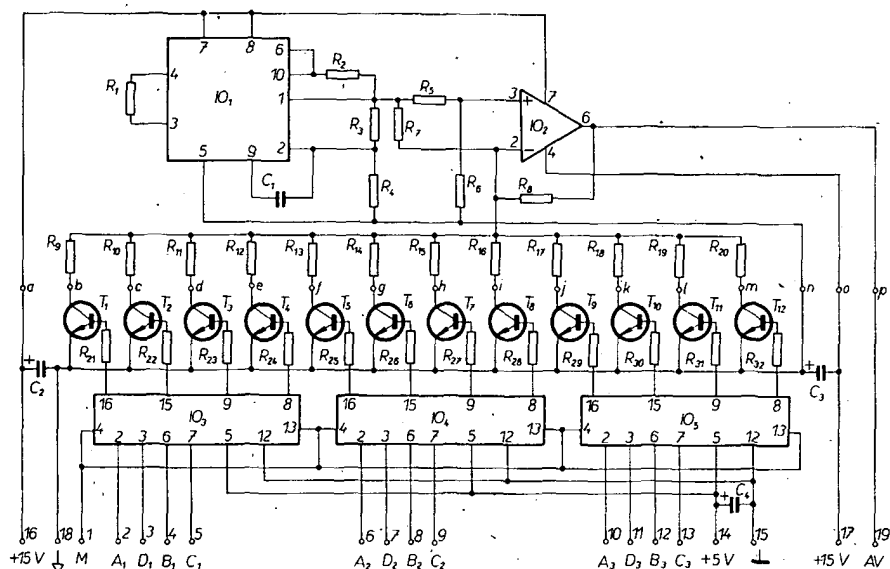 7 8
6
4 10 R2
R1 IO1 1 R5 3 + 7
3 R3 R7 IO2 6
2 2 − 4
5 9
C1 R4 R6 R8
R9 R10 R11 R12 R13 R14 R15 R16 R17 R18 R19 R20
a b c d e f g h i j k l m n o p
T1 T2 T3 T4 T5 T6 T7 T8 T9 T10 T11 T12
+ C2 R21 R22 R23 R24 R25 R26 R27 R28 R29 R30 R31 R32 + C3
16 15 9 8 16 15 9 8 16 15 9 8
4 IO3 13 IO4 4 IO5 13
2 3 6 7 5 12 2 3 6 7 5 12 2 3 6 7 5 12
+ C4
16 18 1 2 3 4 5 6 7 8 9 10 11 12 13 14 15 17 19
+15 V M A1 D1 B1 C1 A2 D2 B2 C2 A3 D3 B3 C3 +5 V +15 V AV